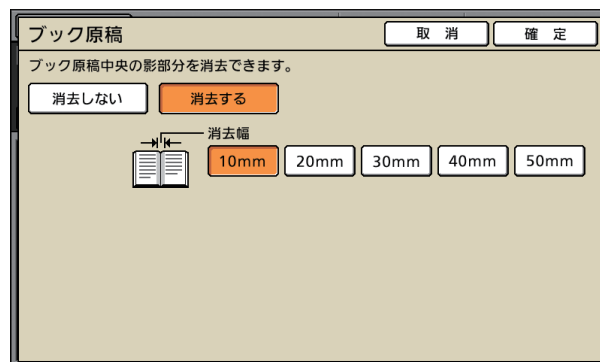 ブック原稿 取 消 確 定
ブック原稿中央の影部分を消去できます。
消去しない 消去する
消去幅
10mm 20mm 30mm 40mm 50mm